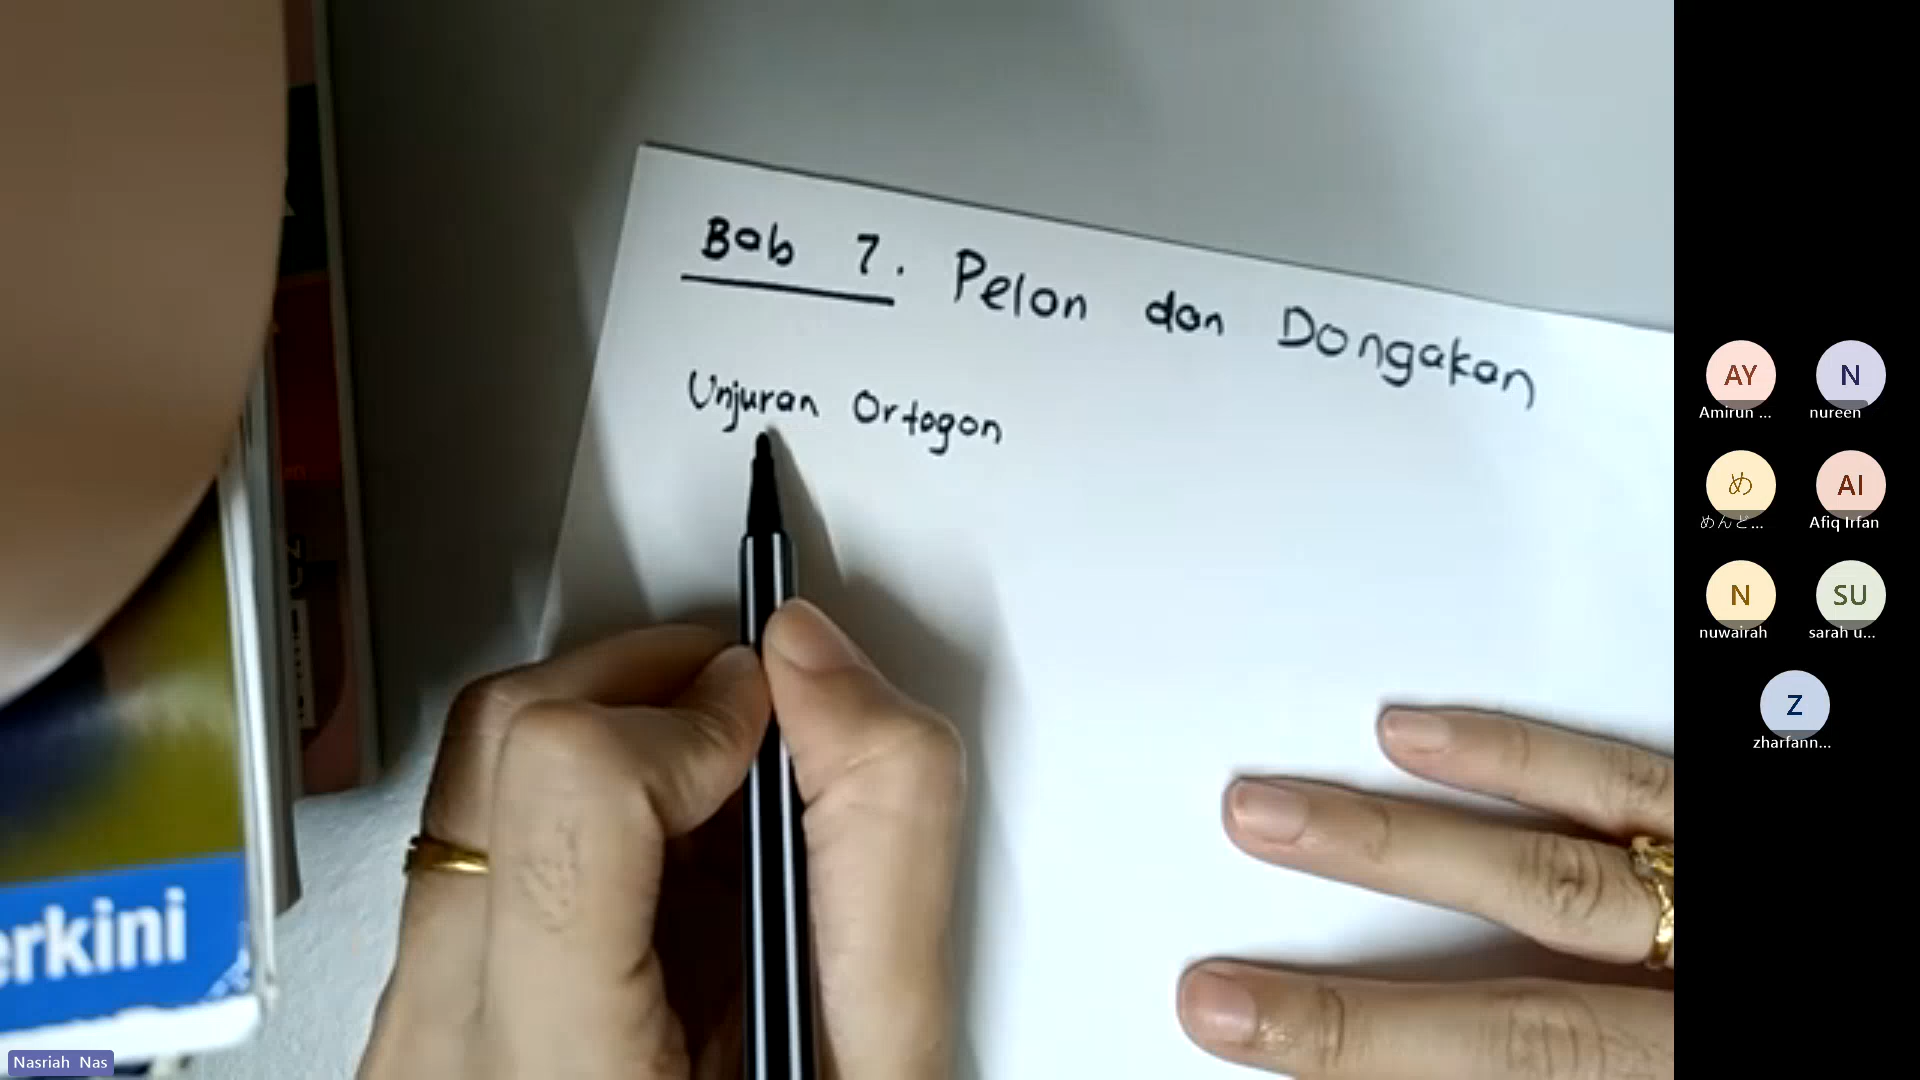 Bab 7. Pelan dan Dongakan
Unjuran Ortogon
erkini
Nasriah Nas
AY
Amirun ...
N
nureen
め
めんど...
AI
Afiq Irfan
N
nuwairah
SU
sarah u...
Z
zharfann...